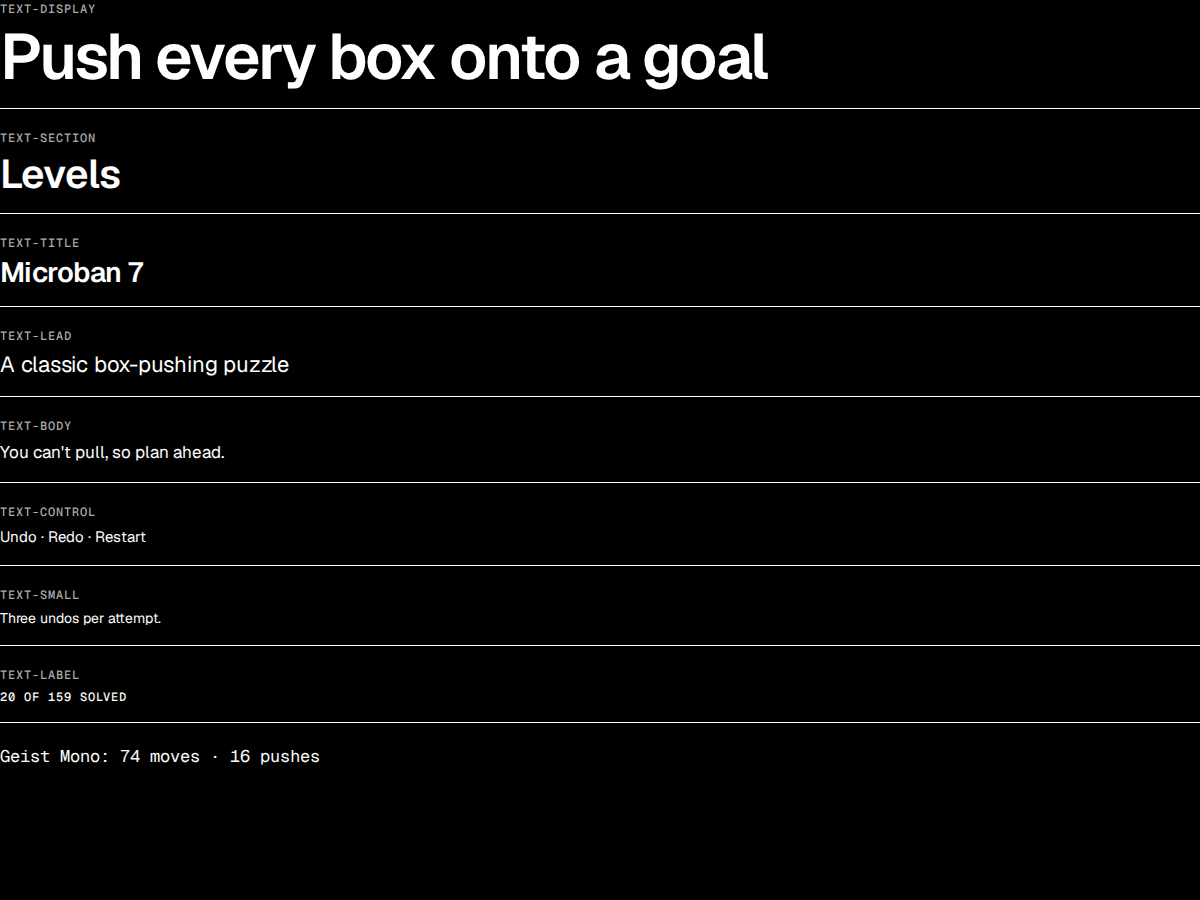 TEXT-DISPLAY
Push every box onto a goal
TEXT-SECTION
Levels
TEXT-TITLE
Microban 7
TEXT-LEAD
A classic box-pushing puzzle
TEXT-BODY
You can't pull, so plan ahead.
TEXT-CONTROL
Undo · Redo · Restart
TEXT-SMALL
Three undos per attempt.
TEXT-LABEL
20 OF 159 SOLVED
Geist Mono: 74 moves · 16 pushes